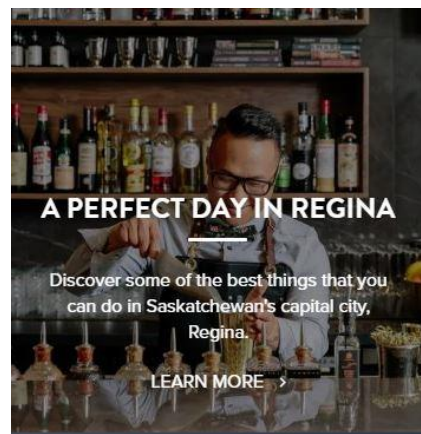 A PERFECT DAY IN REGINA
Discover some of the best things that you
can do in Saskatchewan's capital city,
Regina.
LEARN MORE >